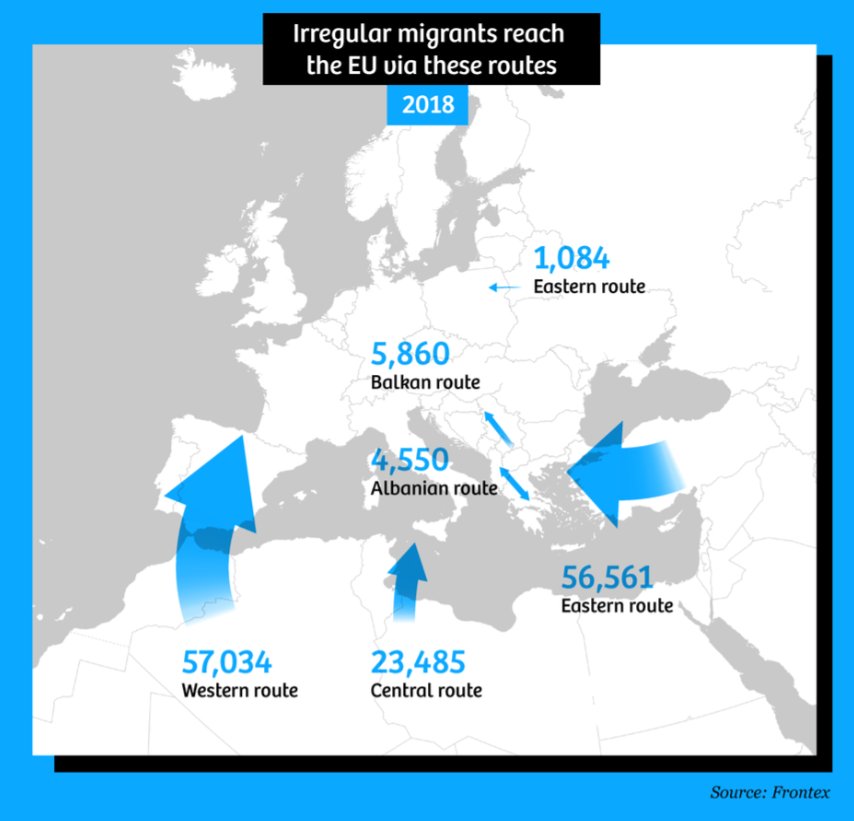 Irregular migrants reach
the EU via these routes
2018
1,084
Eastern route
5,860
Balkan route
4,550
Albanian route
56,561
Eastern route
57,034
Western route
23,485
Central route
Source: Frontex